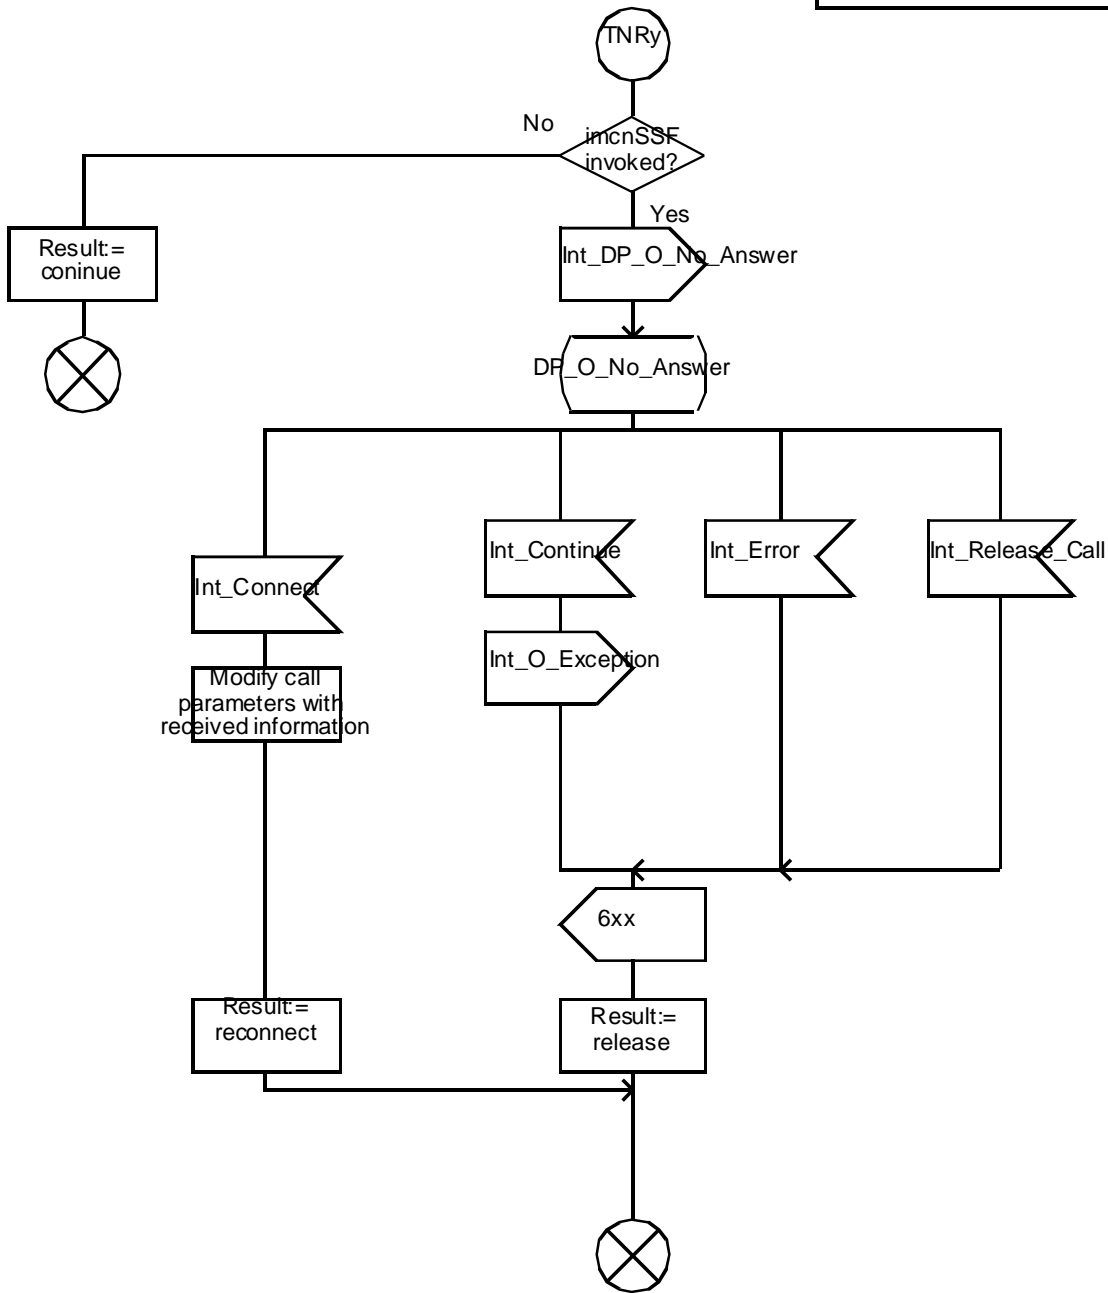 TNRy
No
imcnSSF
invoked?
Yes
Result:=
coninue
Int_DP_O_No_Answer
DP_O_No_Answer
Int_Connect
Int_Continue
Int_Error
Int_Release_Call
Modify call
parameters with
received information
Int_O_Exception
6xx
Result:=
reconnect
Result:=
release